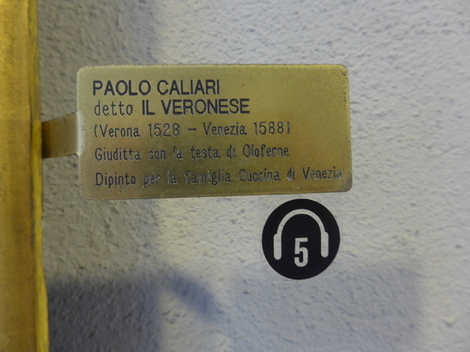 PAOLO CALIARI
detto IL VERONESE
(Verona 1528 - Venezia 1588)
Giuditta con la testa di Oloferne
Dipinto per la famiglia Cuccina di Venezia
5